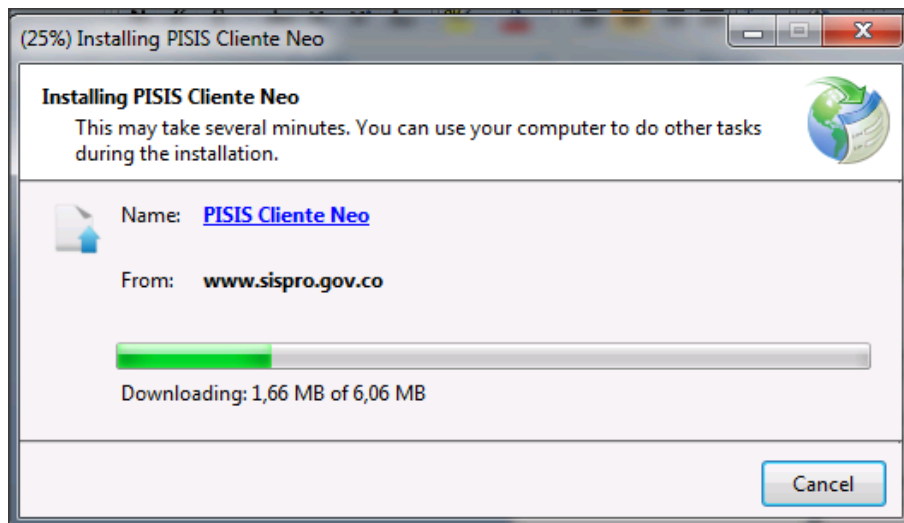 (25%) Installing PISIS Cliente Neo
Installing PISIS Cliente Neo
This may take several minutes. You can use your computer to do other tasks
during the installation.
Name: PISIS Cliente Neo
From: www.sispro.gov.co
Downloading: 1,66 MB of 6,06 MB
Cancel